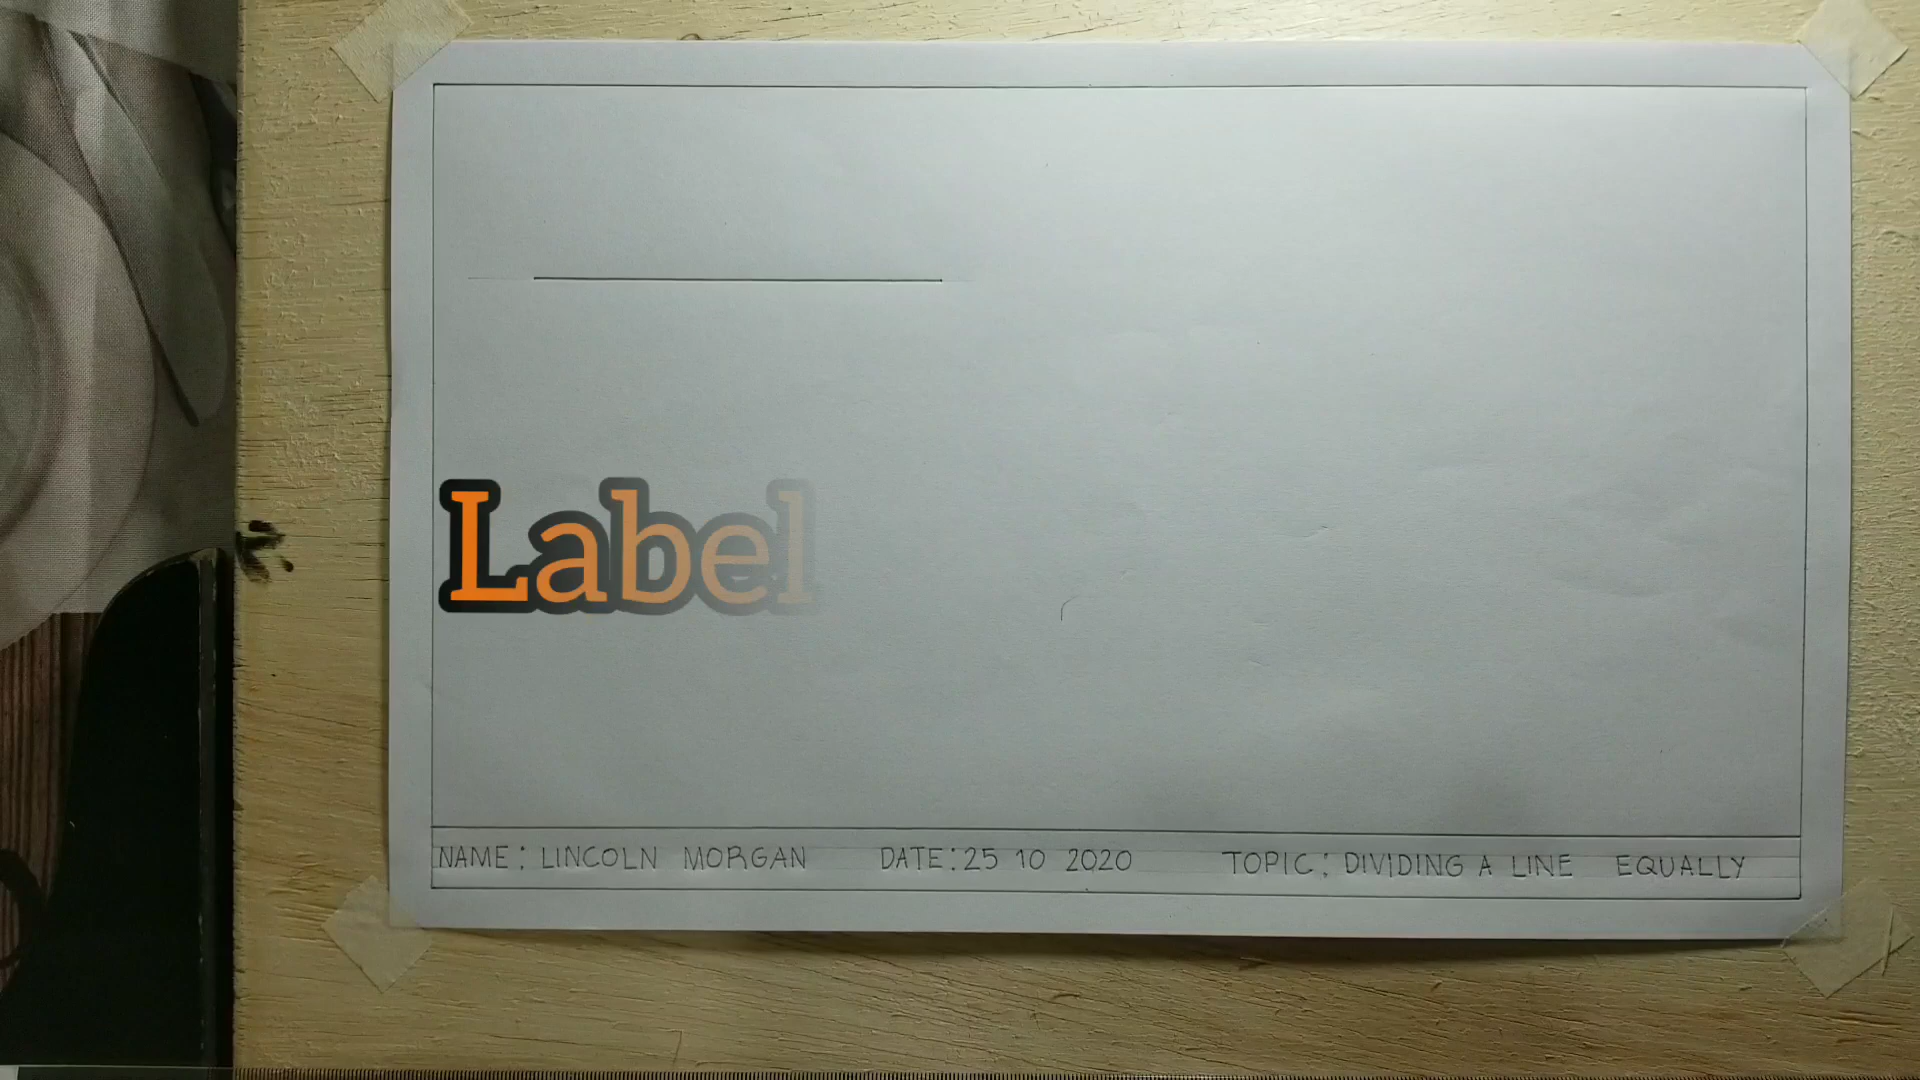 Label
NAME: LINCOLN MORGAN DATE: 25 10 2020 TOPIC: DIVIDING A LINE EQUALLY